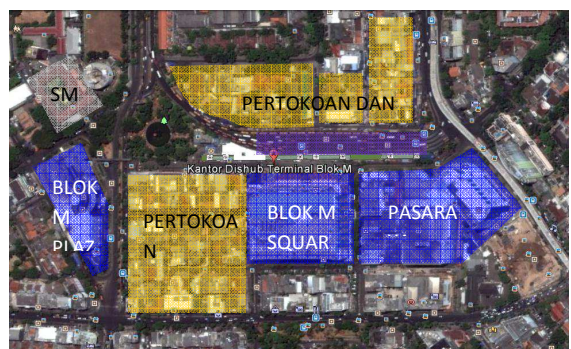 SM
PERTOKOAN DAN
Kantor Dishub Terminal Blok M
BLOK
M
PLAZ
PERTOKOA
N
BLOK M
SQUAR
PASARA